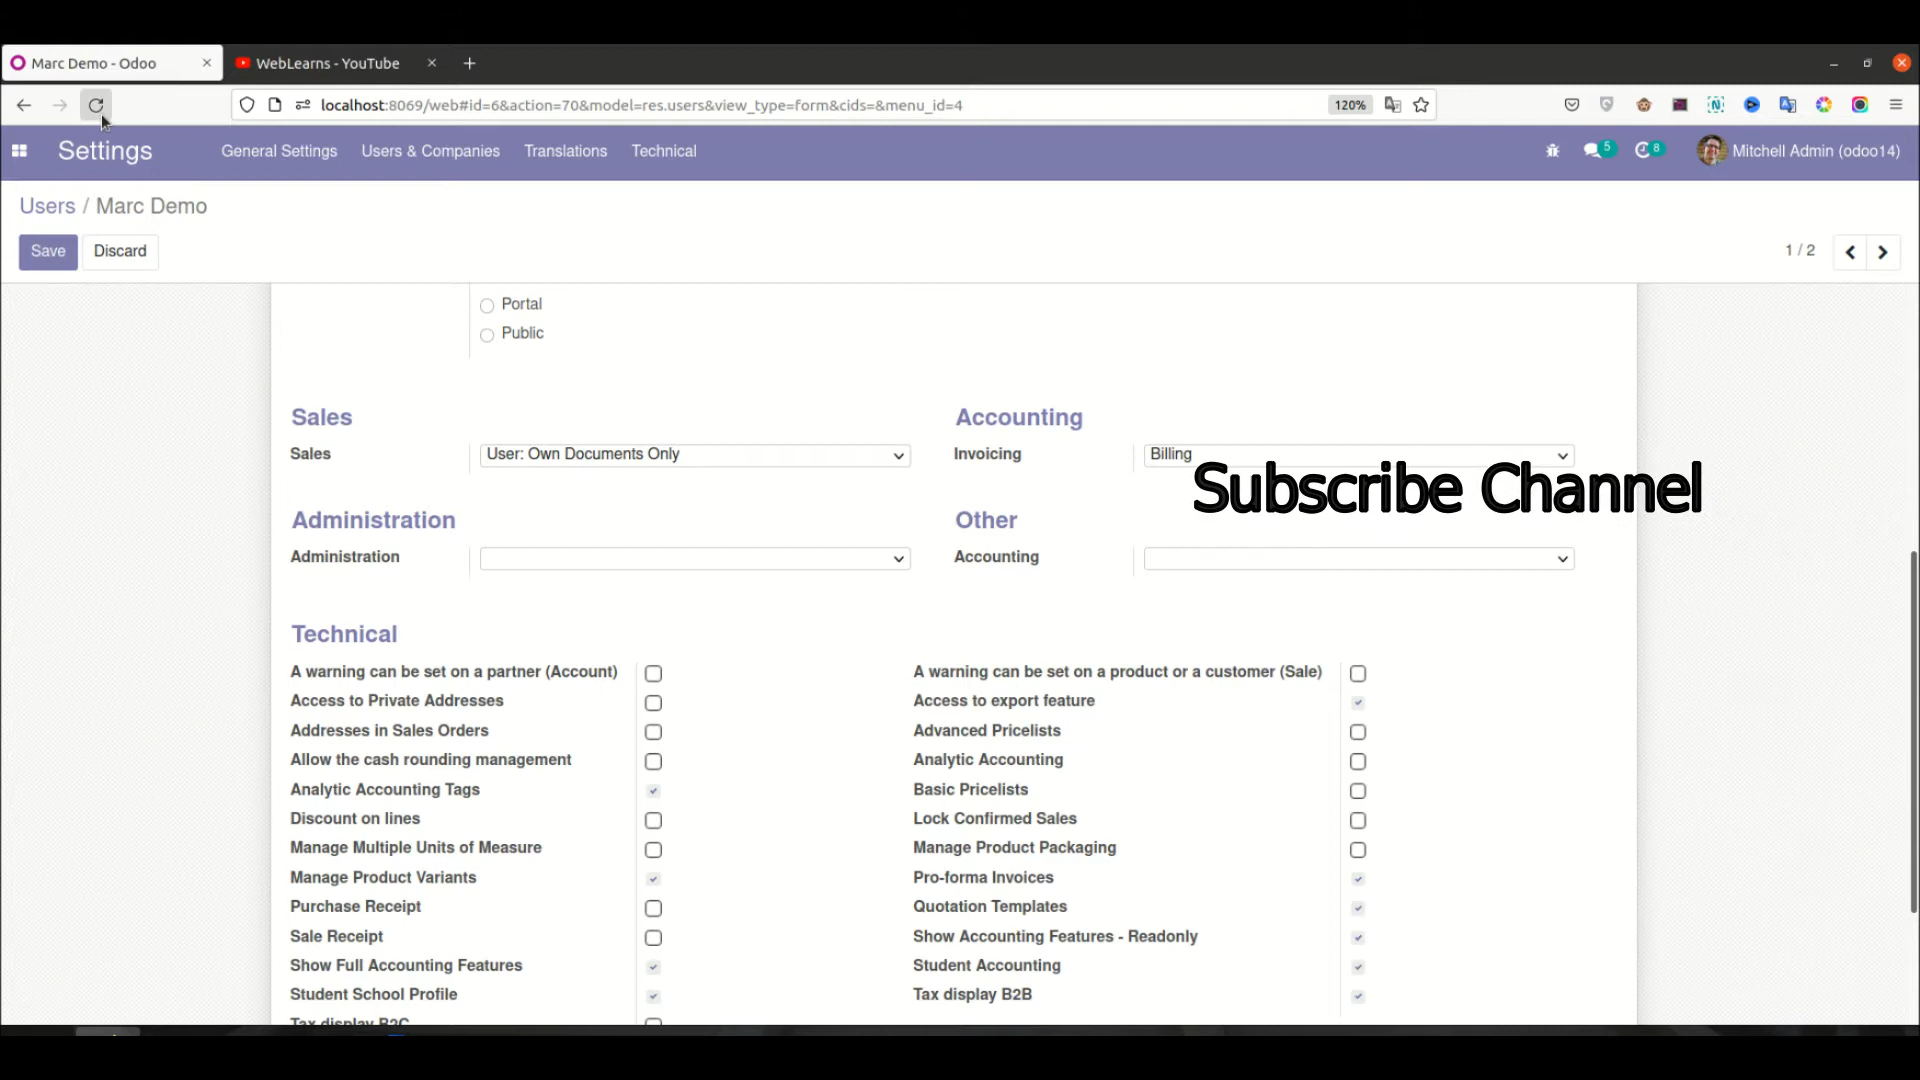 Marc Demo - Odoo
WebLearns - YouTube
localhost:8069/web#id=6&action=70&model=res.users&view_type=form&cids=&menu_id=4
120%
Settings
General Settings
Users & Companies
Translations
Technical
5
8
Mitchell Admin (odoo14)
Users / Marc Demo
Save
Discard
1 / 2
Portal
Public
Sales
Accounting
Sales
User: Own Documents Only
Invoicing
Billing
Subscribe Channel
Administration
Other
Administration
Accounting
Technical
A warning can be set on a partner (Account)
A warning can be set on a product or a customer (Sale)
Access to Private Addresses
Access to export feature
Addresses in Sales Orders
Advanced Pricelists
Allow the cash rounding management
Analytic Accounting
Analytic Accounting Tags
Basic Pricelists
Discount on lines
Lock Confirmed Sales
Manage Multiple Units of Measure
Manage Product Packaging
Manage Product Variants
Pro-forma Invoices
Purchase Receipt
Quotation Templates
Sale Receipt
Show Accounting Features - Readonly
Show Full Accounting Features
Student Accounting
Student School Profile
Tax display B2B
Tax display B2C